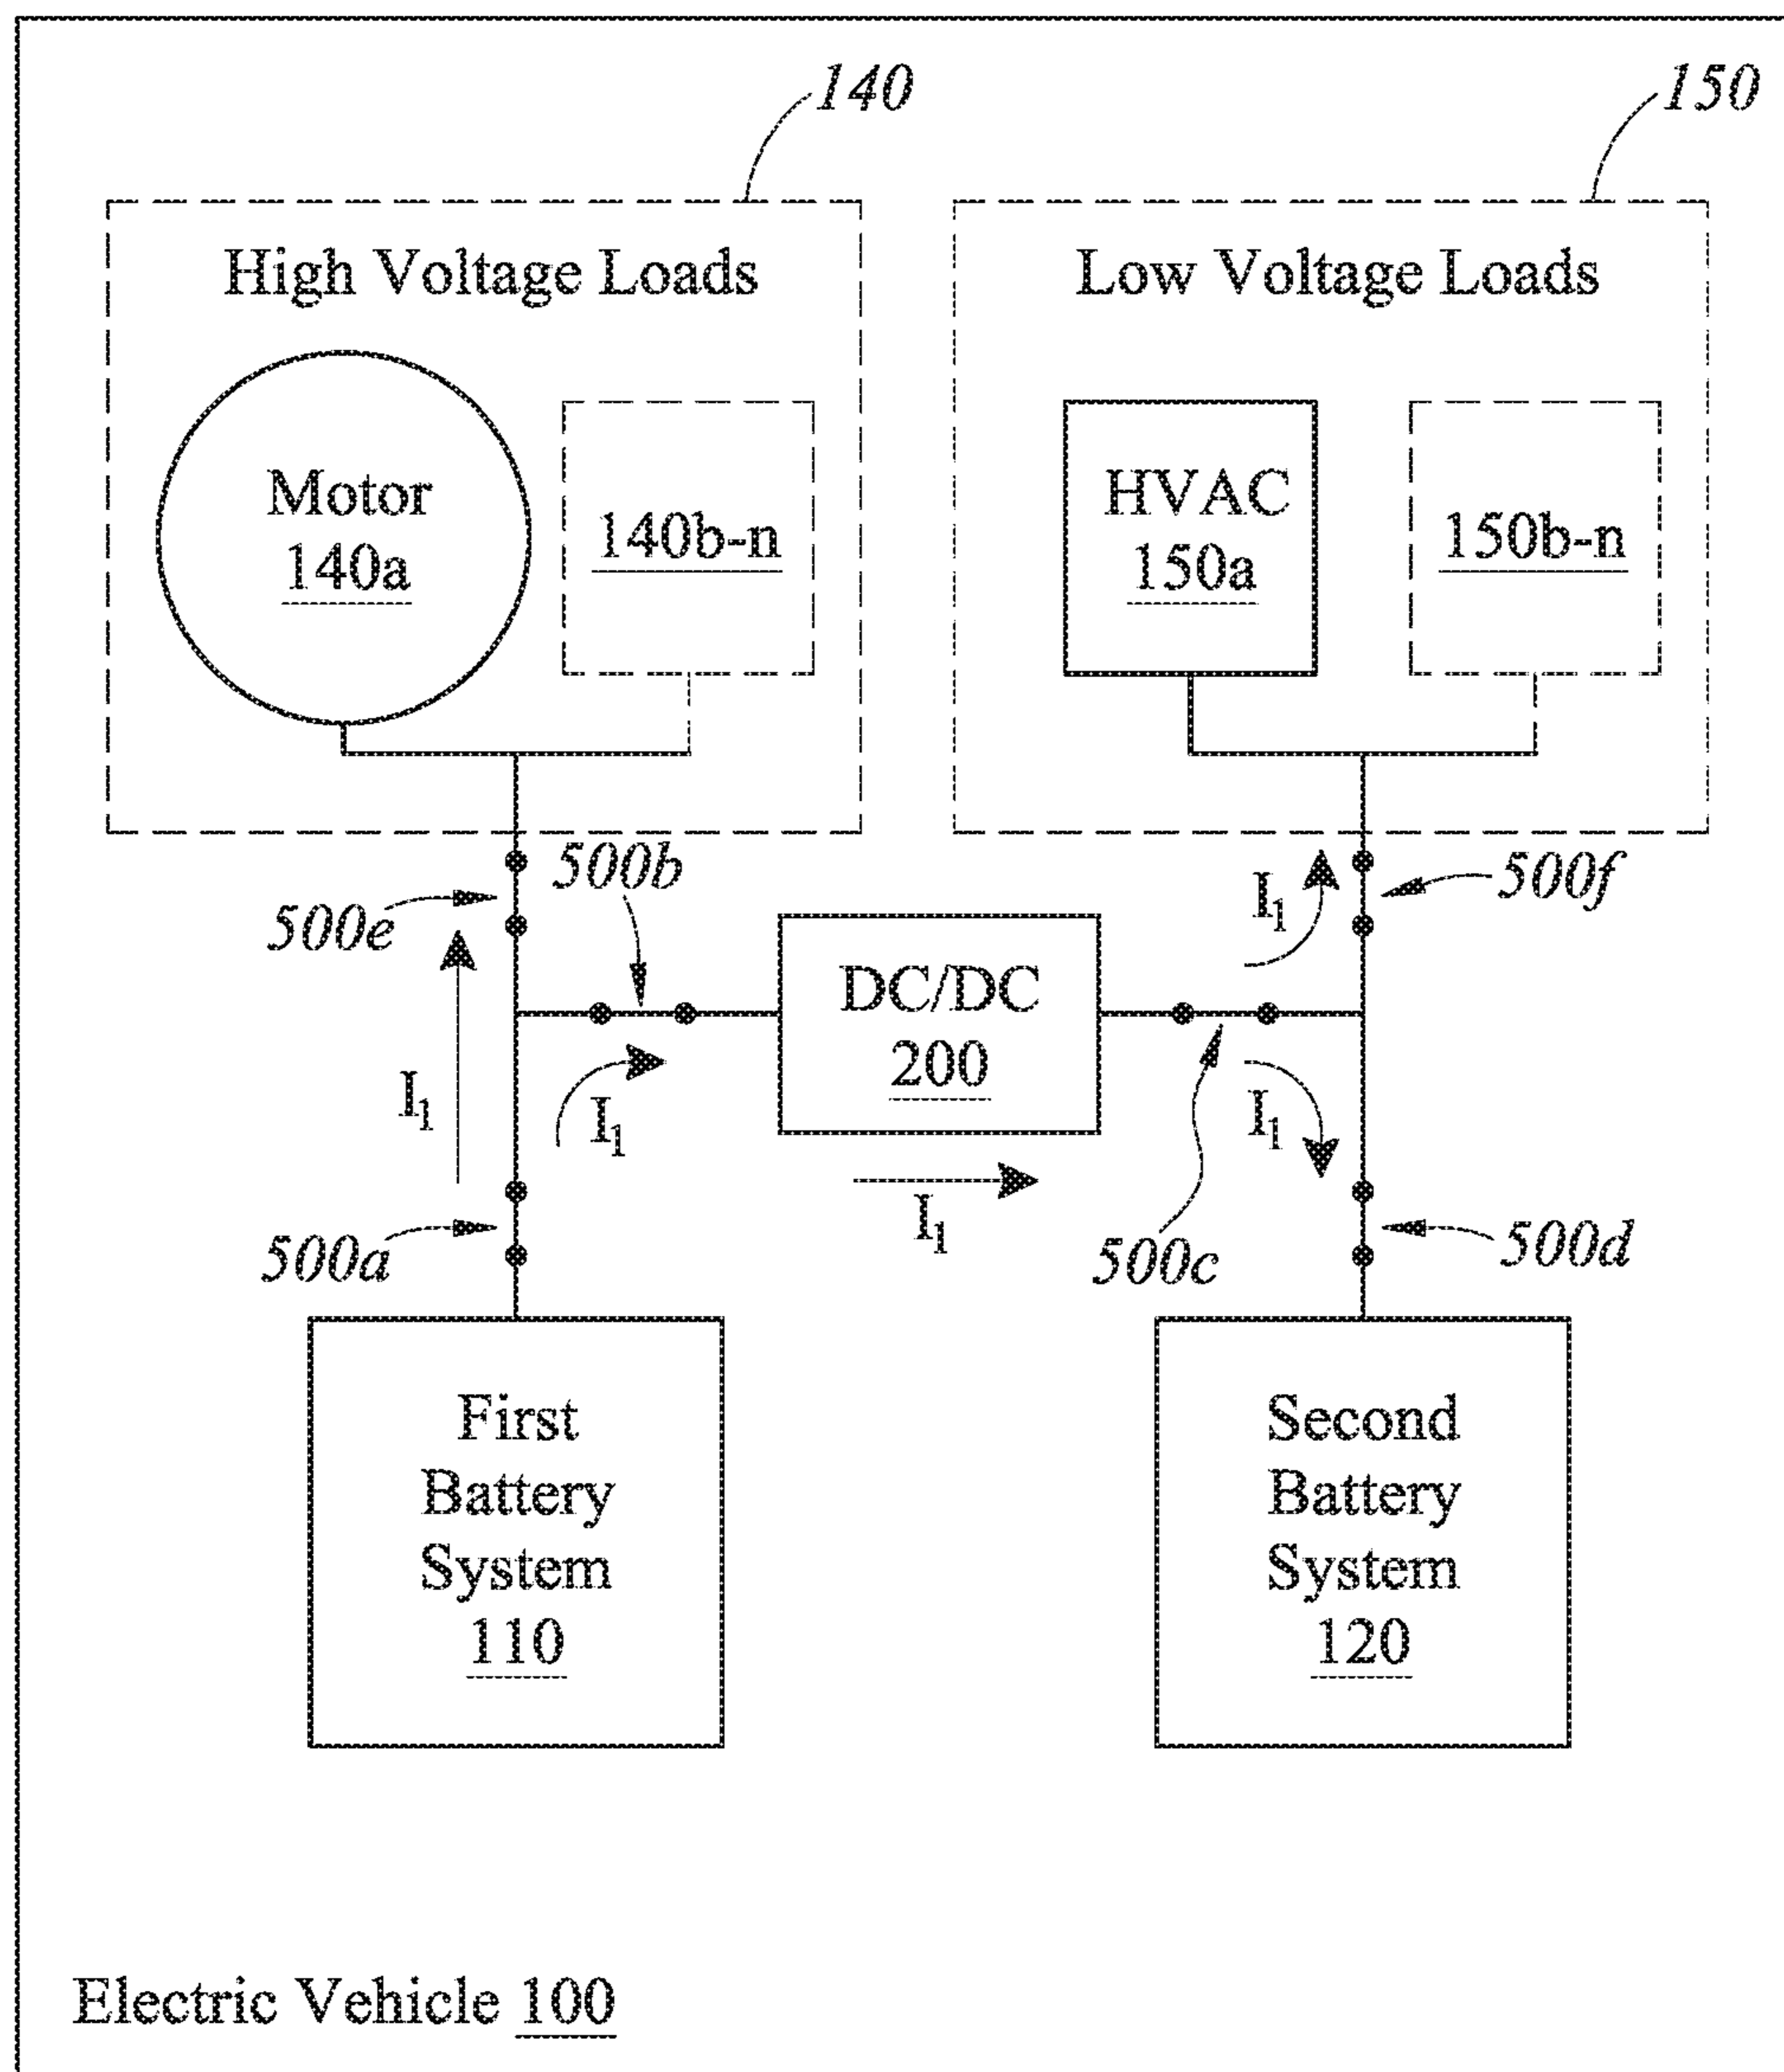 140
150
High Voltage Loads
Low Voltage Loads
Motor
140a
140b-n
HVAC
150a
150b-n
500e
500b
I1
500f
DC/DC
200
I1
I1
I1
I1
500a
500c
500d
First
Battery
System
110
Second
Battery
System
120
Electric Vehicle 100